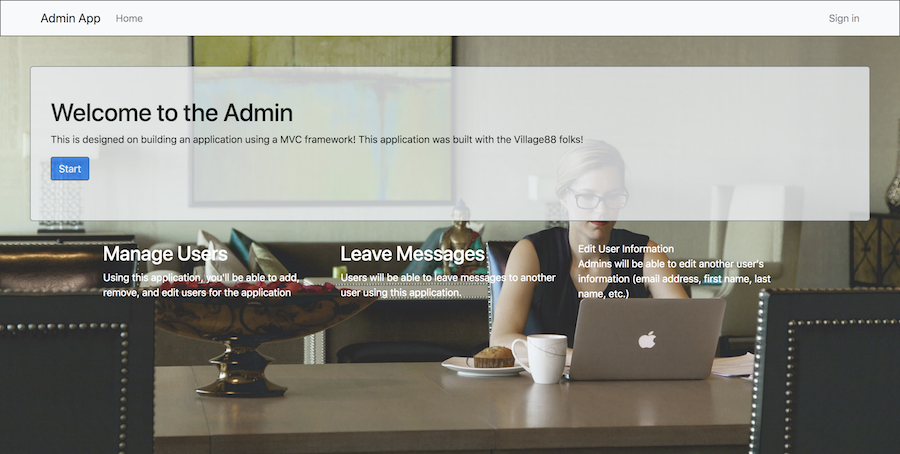 Admin App
Home
Sign in
Welcome to the Admin
This is designed on building an application using a MVC framework! This application was built with the Village88 folks!
Start
Manage Users
Using this application, you'll be able to add,
remove, and edit users for the application
Leave Messages
Users will be able to leave messages to another
user using this application.
Edit User Information
Admins will be able to edit another user's
information (email address, first name, last
name, etc.)